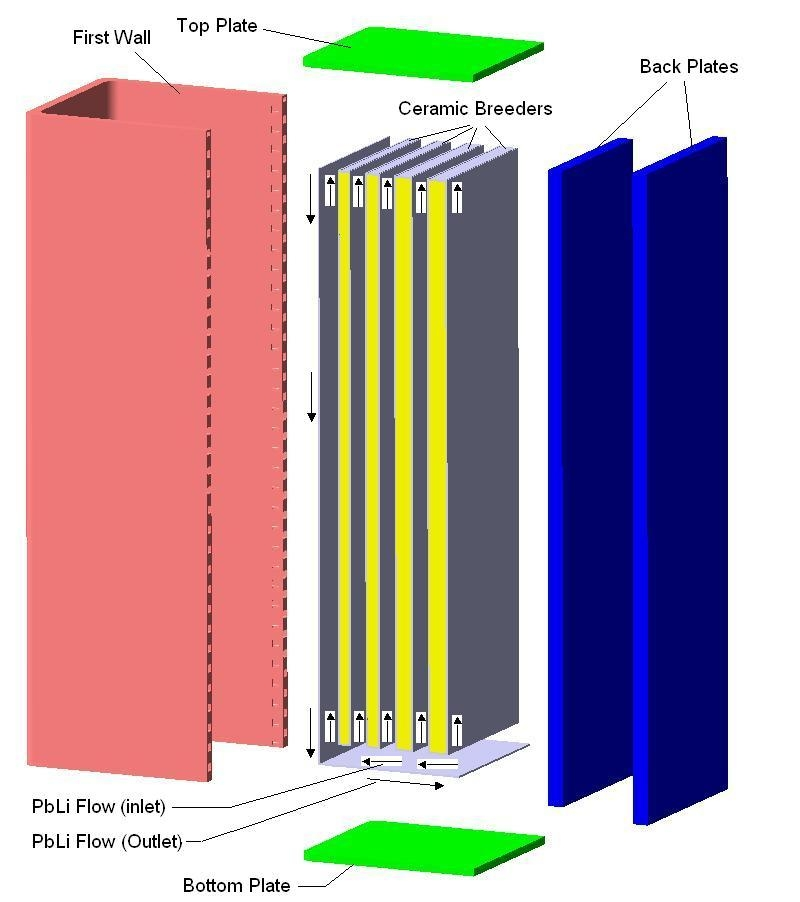 Top Plate
First Wall
Back Plates
Ceramic Breeders
PbLi Flow (inlet)
PbLi Flow (Outlet)
Bottom Plate